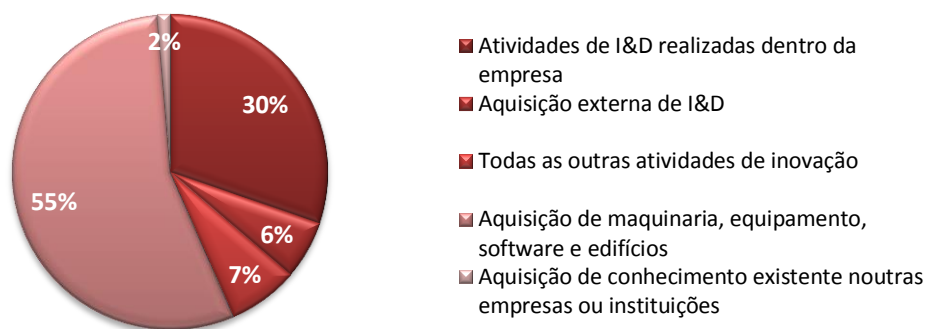 2%
30%
55%
6%
7%
Atividades de I&D realizadas dentro da
empresa
Aquisição externa de I&D
Todas as outras atividades de inovação
Aquisição de maquinaria, equipamento,
software e edifícios
Aquisição de conhecimento existente noutras
empresas ou instituições